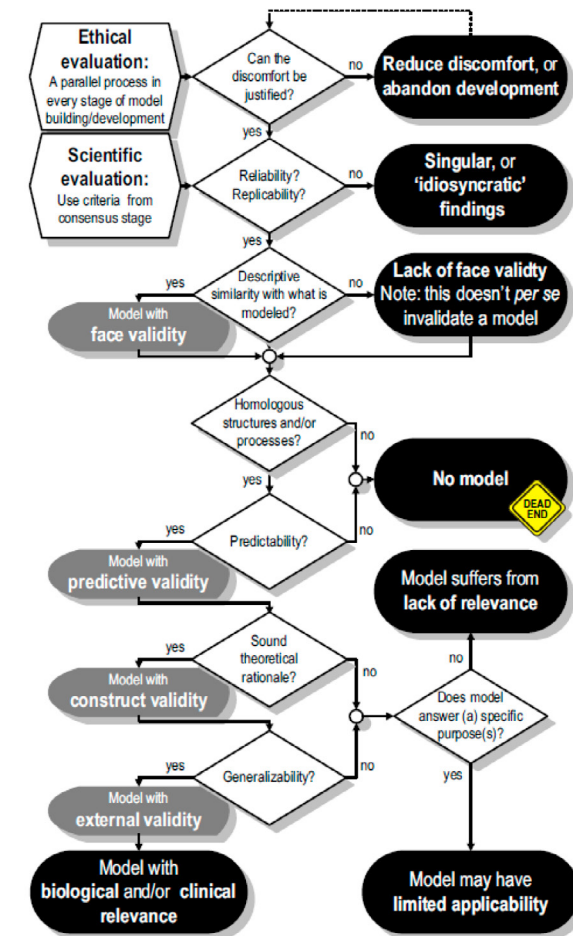 Ethical
evaluation:
A parallel process in
every stage of model
building/development
Can the
discomfort be
justified?
no
Reduce discomfort, or
abandon development
yes
Scientific
evaluation:
Use criteria from
consensus stage
Reliability?
Replicability?
no
Singular, or
‘idiosyncratic’
findings
yes
Descriptive
similarity with what is
modeled?
yes
no
Model with
face validity
Lack of face validty
Note: this doesn't per se
invalidate a model
Homologous
structures and/or
processes?
no
No model
DEAD
END
yes
Predictability?
yes
no
Model with
predictive validity
Model suffers from
lack of relevance
Sound
theoretical
rationale?
yes
no
no
Model with
construct validity
Does model
answer (a) specific
purpose(s)?
Generalizability?
yes
no
yes
Model with
external validity
Model with
biological and/or clinical
relevance
Model may have
limited applicability